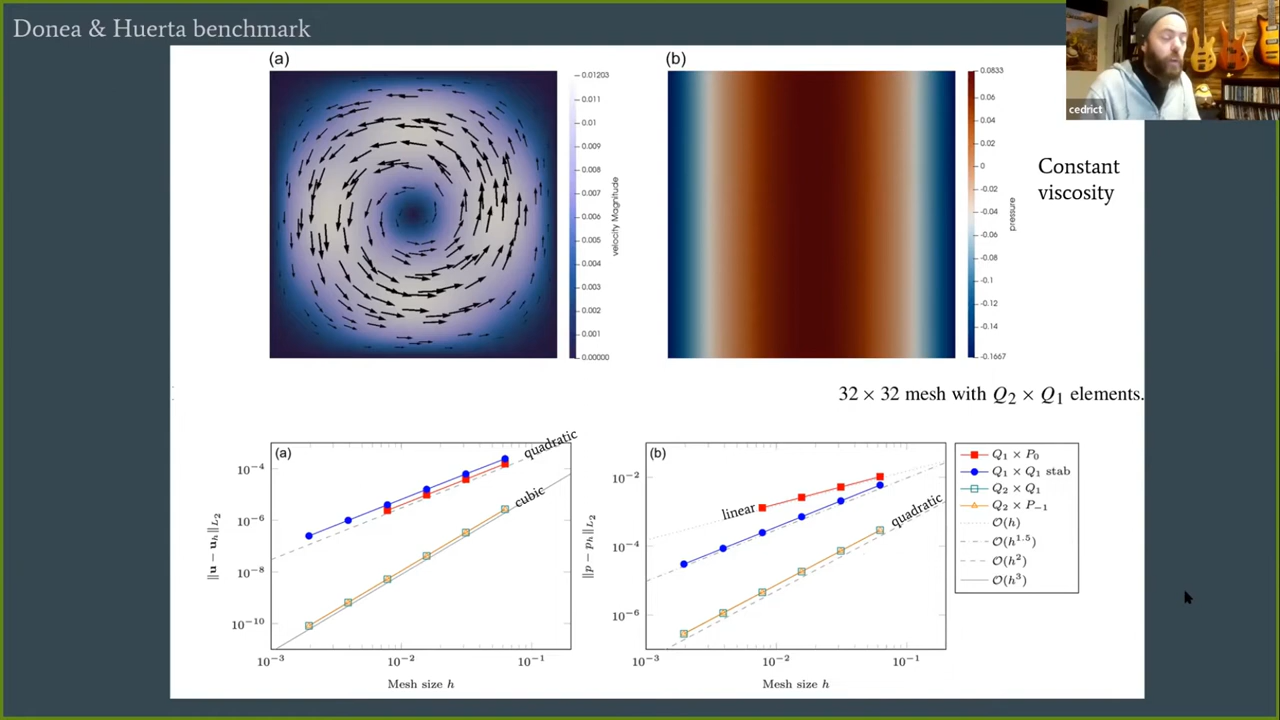 Donea & Huerta benchmark
cedrict
(a)
0.01203
0.011
0.01
0.009
0.008
0.007
0.006
0.005
0.004
0.003
0.002
0.001
0.00000
velocity Magnitude
(b)
0.0833
0.06
0.04
0.02
0
-0.02
-0.04
-0.06
-0.08
-0.1
-0.12
-0.14
-0.1667
pressure
Constant
viscosity
32 × 32 mesh with Q₂ × Q₁ elements.
(a)
quadratic
cubic
10⁻⁴
10⁻⁶
10⁻⁸
10⁻¹⁰
‖u − uₕ‖L₂
10⁻³
10⁻²
10⁻¹
Mesh size h
(b)
linear
quadratic
10⁻²
10⁻⁴
10⁻⁶
‖p − pₕ‖L₂
10⁻³
10⁻²
10⁻¹
Mesh size h
Q₁ × P₀
Q₁ × Q₁ stab
Q₂ × Q₁
Q₂ × P₋₁
O(h)
O(h¹·⁵)
O(h²)
O(h³)